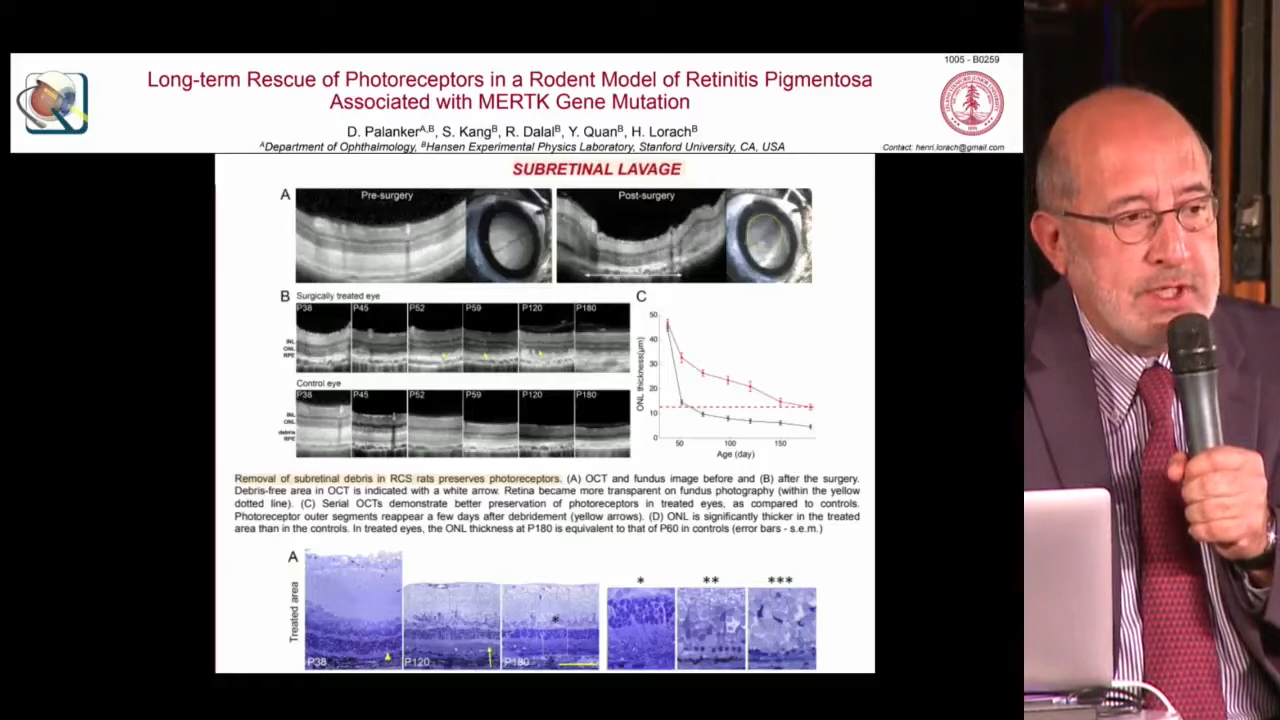 1005 - B0259
Long-term Rescue of Photoreceptors in a Rodent Model of Retinitis Pigmentosa
Associated with MERTK Gene Mutation
D. Palanker^A,B, S. Kang^B, R. Dalal^B, Y. Quan^B, H. Lorach^B
^A Department of Ophthalmology, ^B Hansen Experimental Physics Laboratory, Stanford University, CA, USA
Contact: henri.lorach@gmail.com
SUBRETINAL LAVAGE
A
Pre-surgery
Post-surgery
B
Surgically treated eye
P38 P45 P52 P59 P120 P180
INL
ONL
RPE
Control eye
P38 P45 P52 P59 P120 P180
INL
ONL
debris
RPE
C
ONL thickness(µm)
50
40
30
20
10
0
50 100 150
Age (day)
Removal of subretinal debris in RCS rats preserves photoreceptors. (A) OCT and fundus image before and (B) after the surgery.
Debris-free area in OCT is indicated with a white arrow. Retina became more transparent on fundus photography (within the yellow
dotted line). (C) Serial OCTs demonstrate better preservation of photoreceptors in treated eyes, as compared to controls.
Photoreceptor outer segments reappear a few days after debridement (yellow arrows). (D) ONL is significantly thicker in the treated
area than in the controls. In treated eyes, the ONL thickness at P180 is equivalent to that of P60 in controls (error bars - s.e.m.)
A
Treated area
P38 P120 P180
*
* ** ***